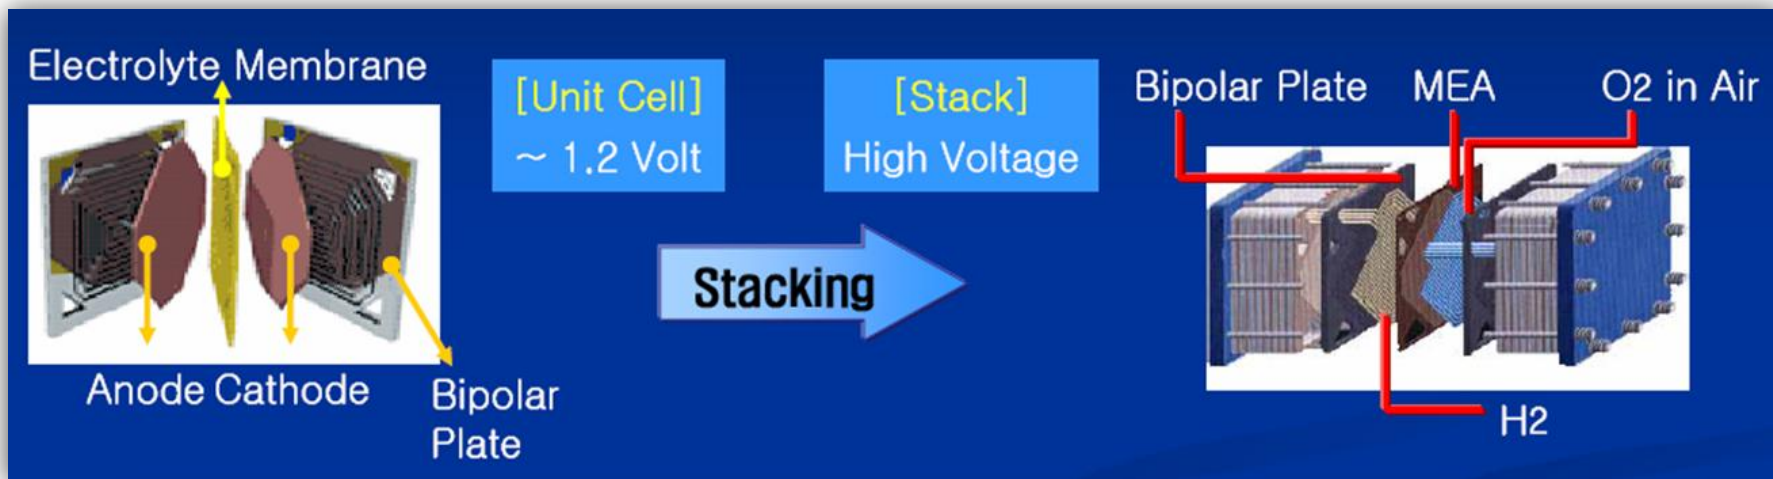 Electrolyte Membrane
[Unit Cell]
~ 1.2 Volt
[Stack]
High Voltage
Bipolar Plate
MEA
O2 in Air
Stacking
Anode
Cathode
Bipolar
Plate
H2